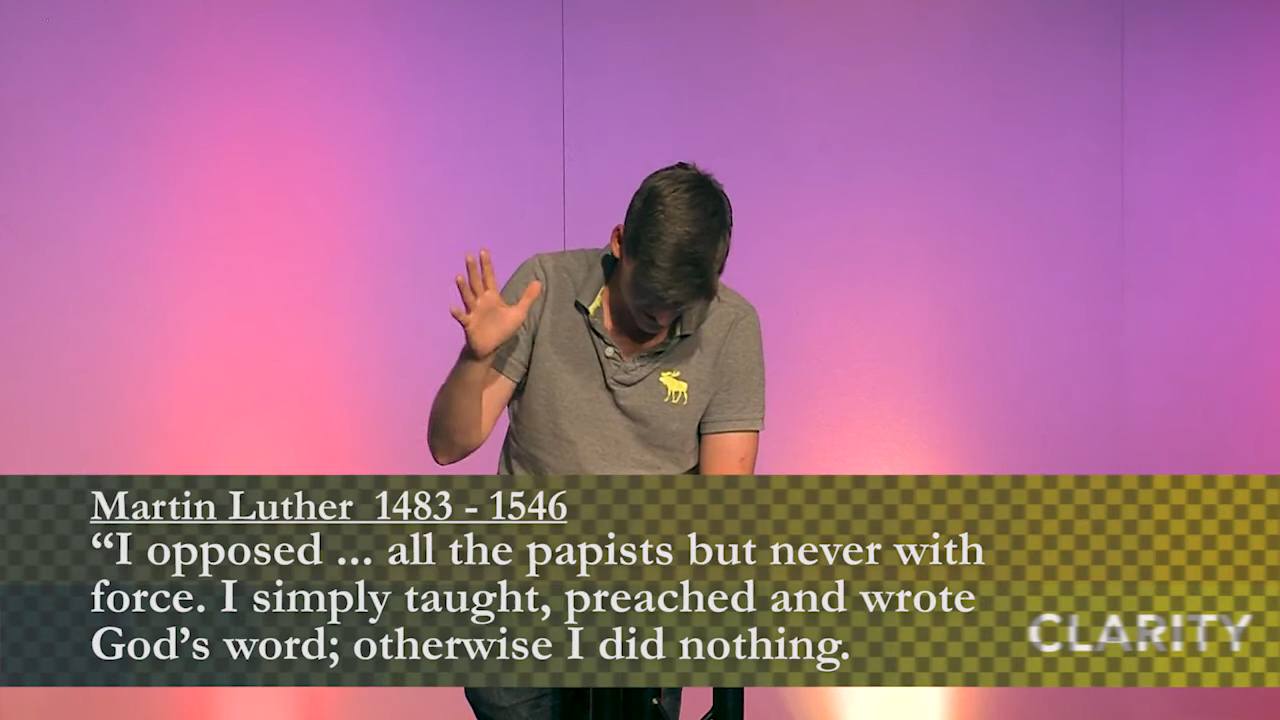 Martin Luther 1483 - 1546
“I opposed ... all the papists but never with
force. I simply taught, preached and wrote
God’s word; otherwise I did nothing.
CLARITY